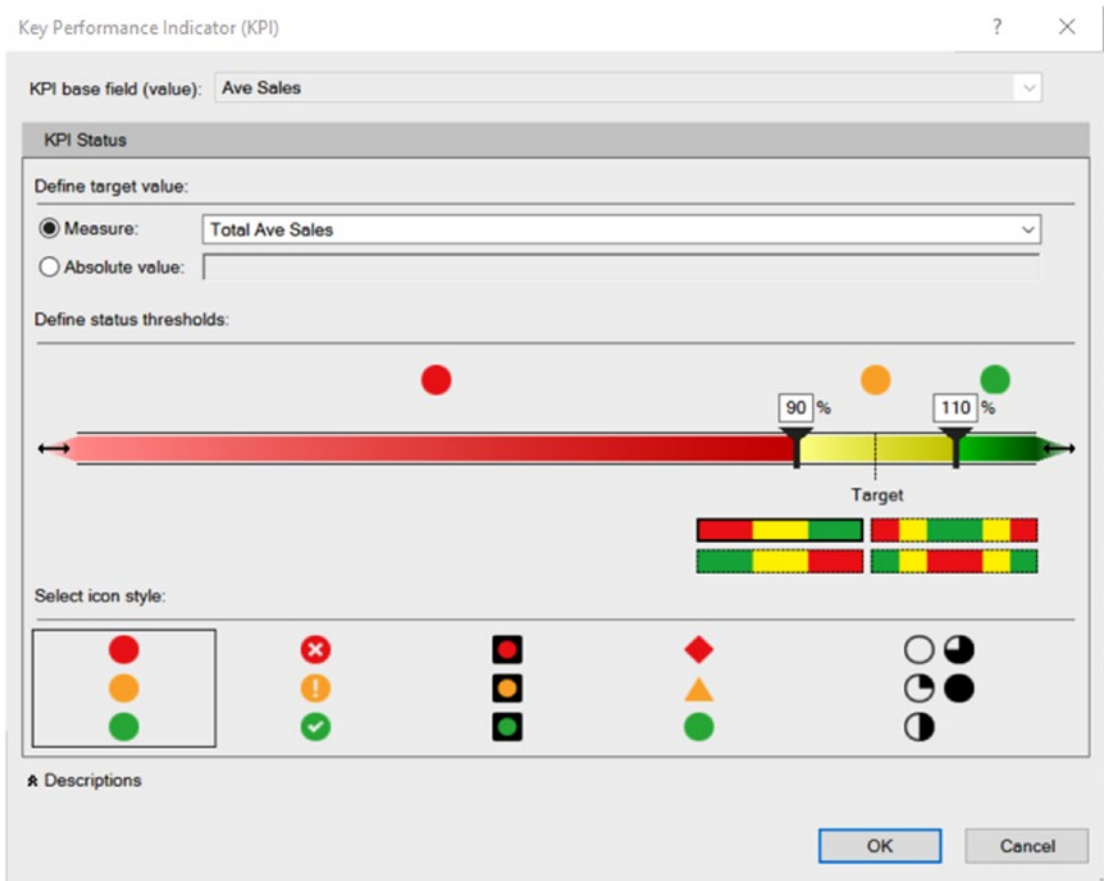 Key Performance Indicator (KPI) ?
KPI base field (value): Ave Sales
KPI Status
Define target value:
Measure: Total Ave Sales
Absolute value:
Define status thresholds:
90 % 110 %
Target
Select icon style:
Descriptions
OK Cancel